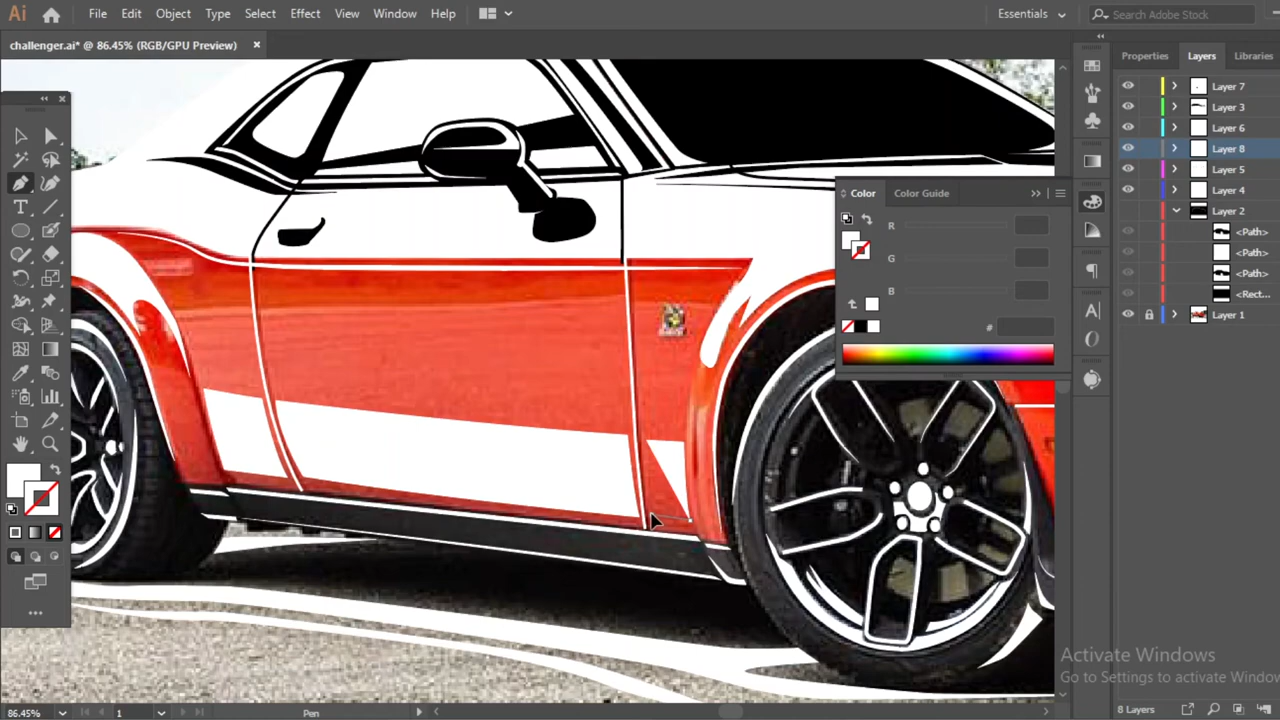 Ai File Edit Object Type Select Effect View Window Help Essentials Search Adobe Stock
challenger.ai* @ 86.45% (RGB/GPU Preview)
Properties Layers Libraries
Layer 7
Layer 3
Layer 6
Layer 8
Layer 5
Layer 4
Layer 2
<Path>
<Path>
<Path>
<Rect...
Layer 1
Color Color Guide
R
G
B
#
Activate Windows
Go to Settings to activate Window
86.45% 1 Pen 8 Layers